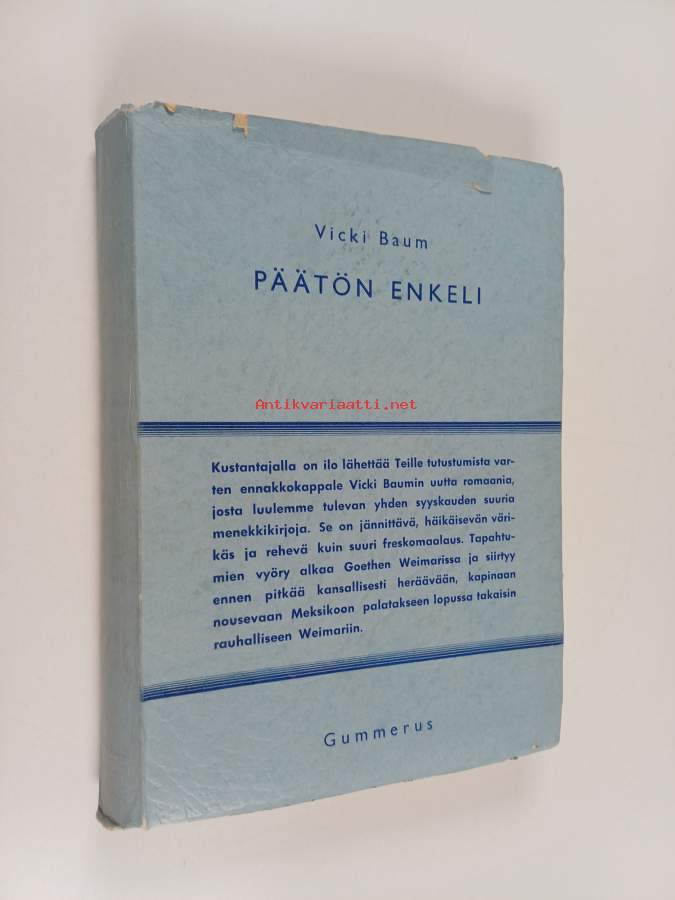 Vicki Baum
PÄÄTÖN ENKELI
Antikvariaatti.net
Kustantajalla on ilo lähettää Teille tutustumista var-
ten ennakkokappale Vicki Baumin uutta romaania,
josta luulemme tulevan yhden syyskauden suuria
menekkikirjoja. Se on jännittävä, häikäisevän väri-
käs ja rehevä kuin suuri freskomaalaus. Tapahtu-
mien vyöry alkaa Goethen Weimarissa ja siirtyy
ennen pitkää kansallisesti heräävään, kapinaan
nousevaan Meksikoon palatakseen lopussa takaisin
rauhalliseen Weimariin.
Gummerus